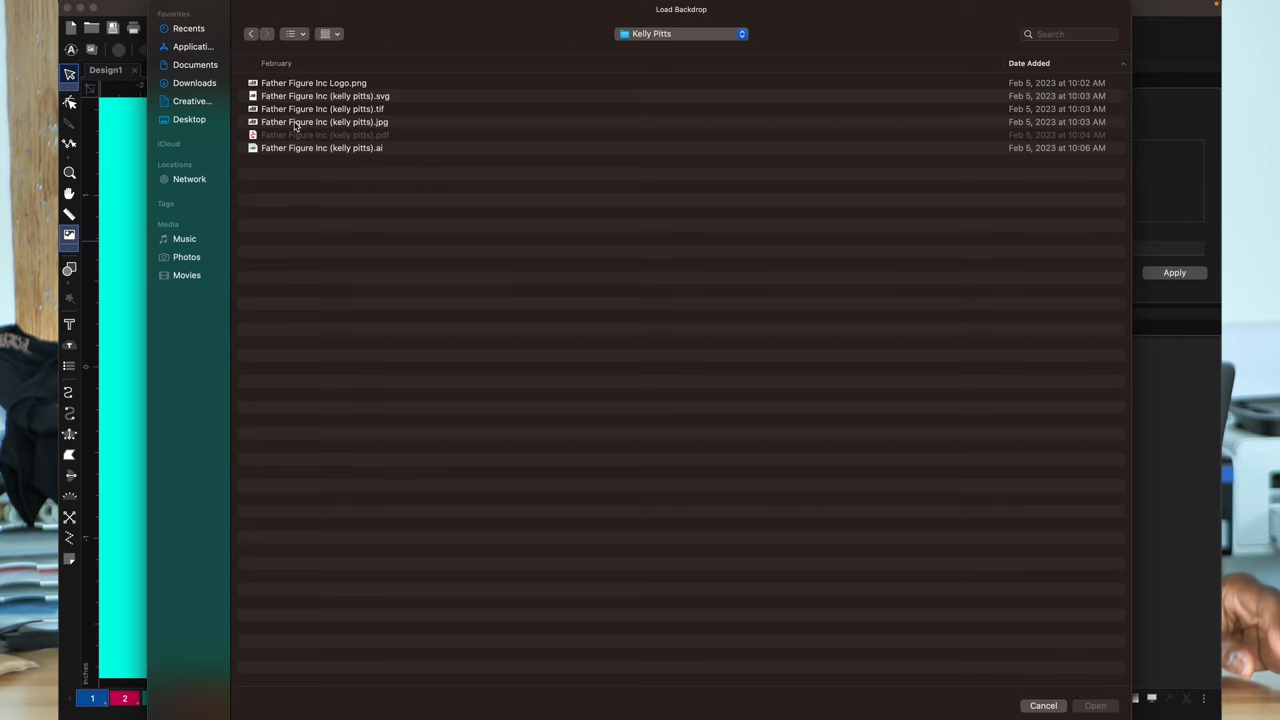 Load Backdrop
Favorites
Recents
Applicati...
Documents
Downloads
Creative...
Desktop
iCloud
Locations
Network
Tags
Media
Music
Photos
Movies
Kelly Pitts
Search
February
Date Added
Father Figure Inc Logo.png Feb 5, 2023 at 10:02 AM
Father Figure Inc (kelly pitts).svg Feb 5, 2023 at 10:03 AM
Father Figure Inc (kelly pitts).tif Feb 5, 2023 at 10:03 AM
Father Figure Inc (kelly pitts).jpg Feb 5, 2023 at 10:03 AM
Father Figure Inc (kelly pitts).pdf Feb 5, 2023 at 10:04 AM
Father Figure Inc (kelly pitts).ai Feb 5, 2023 at 10:06 AM
Design1
-2
1
0
-1
inches
1 2
Apply
Cancel Open